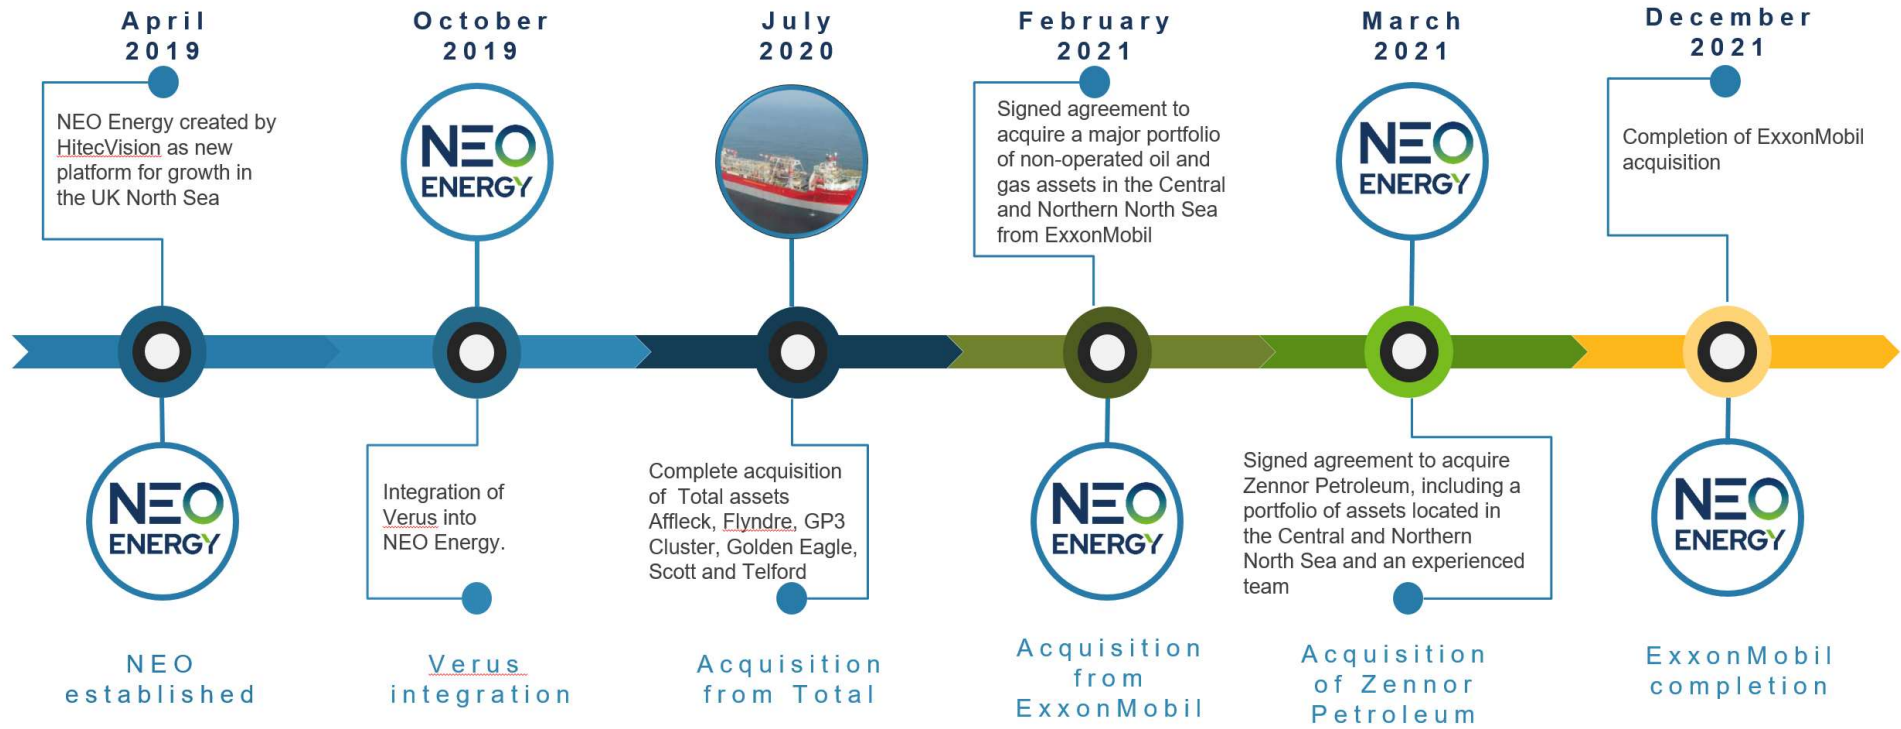 April
2019
NEO Energy created by
HitecVision as new
platform for growth in
the UK North Sea
NEO
ENERGY
NEO
established
October
2019
NEO
ENERGY
Integration of
Verus into
NEO Energy.
Verus
integration
July
2020
Complete acquisition
of Total assets
Affleck, Flyndre, GP3
Cluster, Golden Eagle,
Scott and Telford
Acquisition
from Total
February
2021
Signed agreement to
acquire a major portfolio
of non-operated oil and
gas assets in the Central
and Northern North Sea
from ExxonMobil
NEO
ENERGY
Acquisition
from
ExxonMobil
March
2021
NEO
ENERGY
Signed agreement to acquire
Zennor Petroleum, including a
portfolio of assets located in
the Central and Northern
North Sea and an experienced
team
Acquisition
of Zennor
Petroleum
December
2021
Completion of ExxonMobil
acquisition
NEO
ENERGY
ExxonMobil
completion